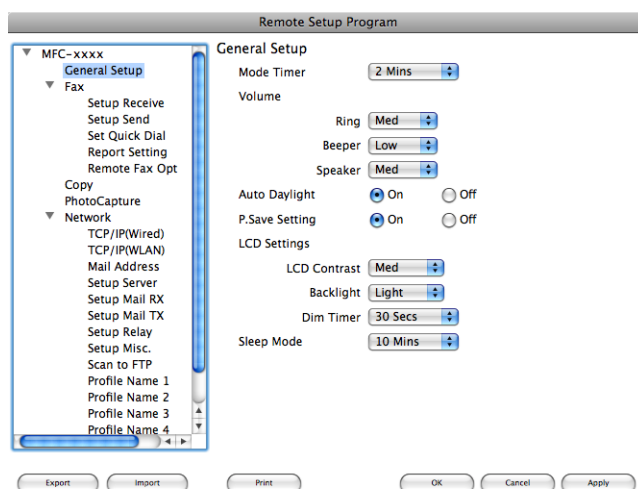 Remote Setup Program
MFC-xxxx
General Setup
Fax
Setup Receive
Setup Send
Set Quick Dial
Report Setting
Remote Fax Opt
Copy
PhotoCapture
Network
TCP/IP(Wired)
TCP/IP(WLAN)
Mail Address
Setup Server
Setup Mail RX
Setup Mail TX
Setup Relay
Setup Misc.
Scan to FTP
Profile Name 1
Profile Name 2
Profile Name 3
Profile Name 4
General Setup
Mode Timer 2 Mins
Volume
Ring Med
Beeper Low
Speaker Med
Auto Daylight On Off
P.Save Setting On Off
LCD Settings
LCD Contrast Med
Backlight Light
Dim Timer 30 Secs
Sleep Mode 10 Mins
Export Import Print OK Cancel Apply